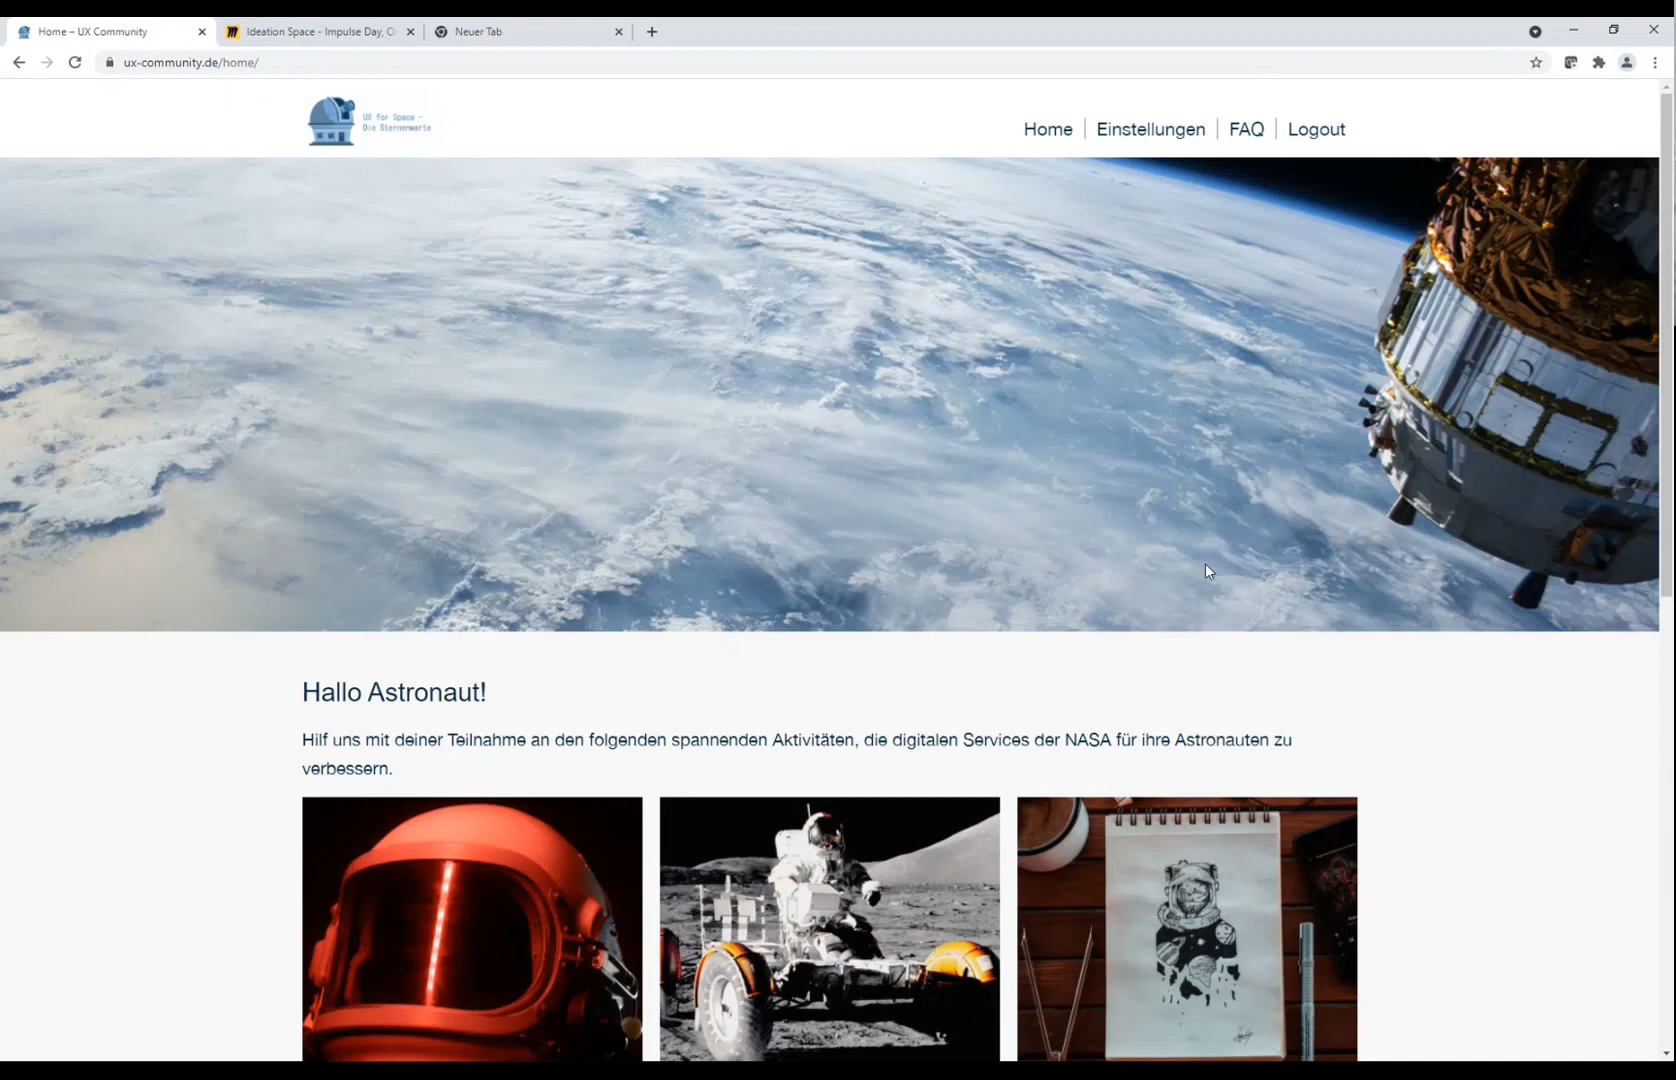 Home – UX Community
Ideation Space - Impulse Day, O
Neuer Tab
ux-community.de/home/
UX for Space –
Die Sternenwarte
Home
Einstellungen
FAQ
Logout
Hallo Astronaut!
Hilf uns mit deiner Teilnahme an den folgenden spannenden Aktivitäten, die digitalen Services der NASA für ihre Astronauten zu
verbessern.